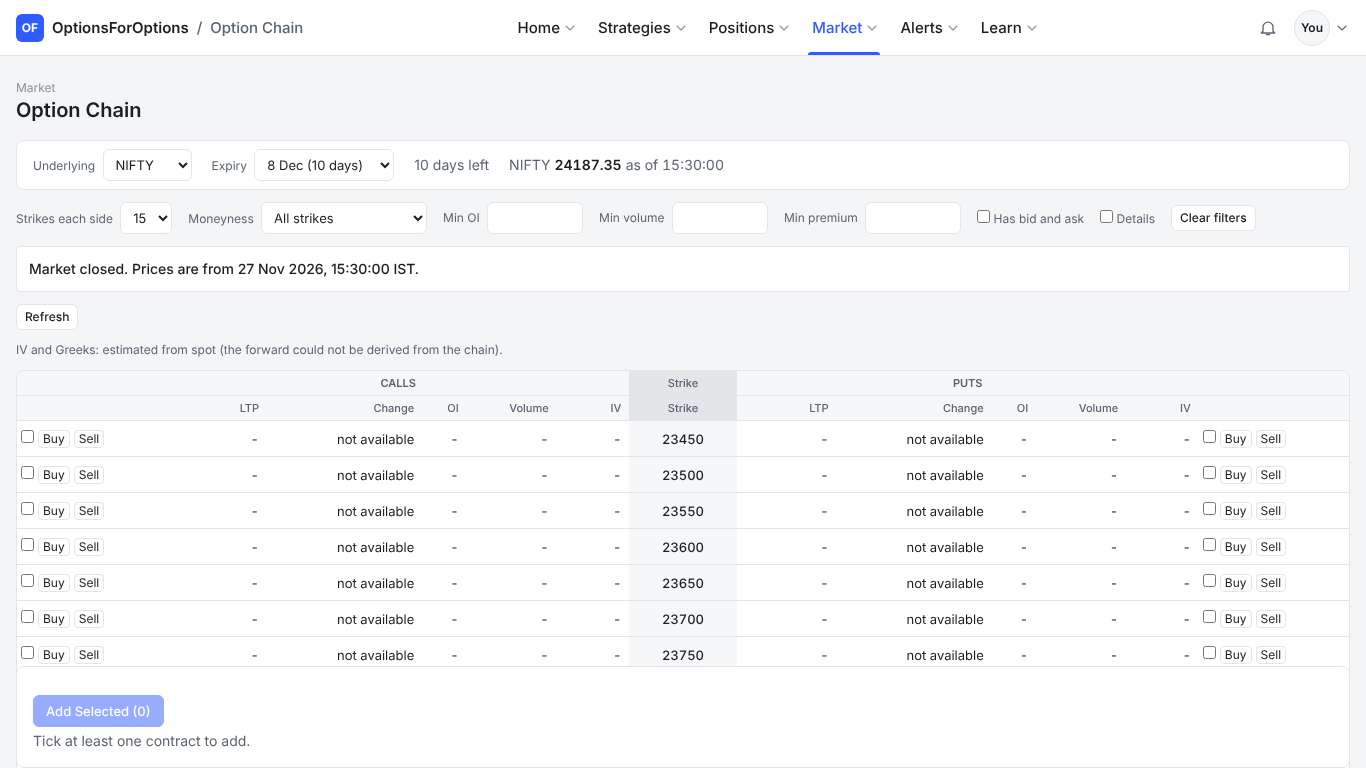 OF OptionsForOptions / Option Chain Home Strategies Positions Market Alerts Learn You
Market
Option Chain
Underlying NIFTY Expiry 8 Dec (10 days) 10 days left NIFTY 24187.35 as of 15:30:00
Strikes each side 15 Moneyness All strikes Min OI Min volume Min premium Has bid and ask Details Clear filters
Market closed. Prices are from 27 Nov 2026, 15:30:00 IST.
Refresh
IV and Greeks: estimated from spot (the forward could not be derived from the chain).
CALLS Strike PUTS
LTP Change OI Volume IV Strike LTP Change OI Volume IV
Buy Sell - not available - - - 23450 - not available - - - Buy Sell
Buy Sell - not available - - - 23500 - not available - - - Buy Sell
Buy Sell - not available - - - 23550 - not available - - - Buy Sell
Buy Sell - not available - - - 23600 - not available - - - Buy Sell
Buy Sell - not available - - - 23650 - not available - - - Buy Sell
Buy Sell - not available - - - 23700 - not available - - - Buy Sell
Buy Sell - not available - - - 23750 - not available - - - Buy Sell
Add Selected (0)
Tick at least one contract to add.